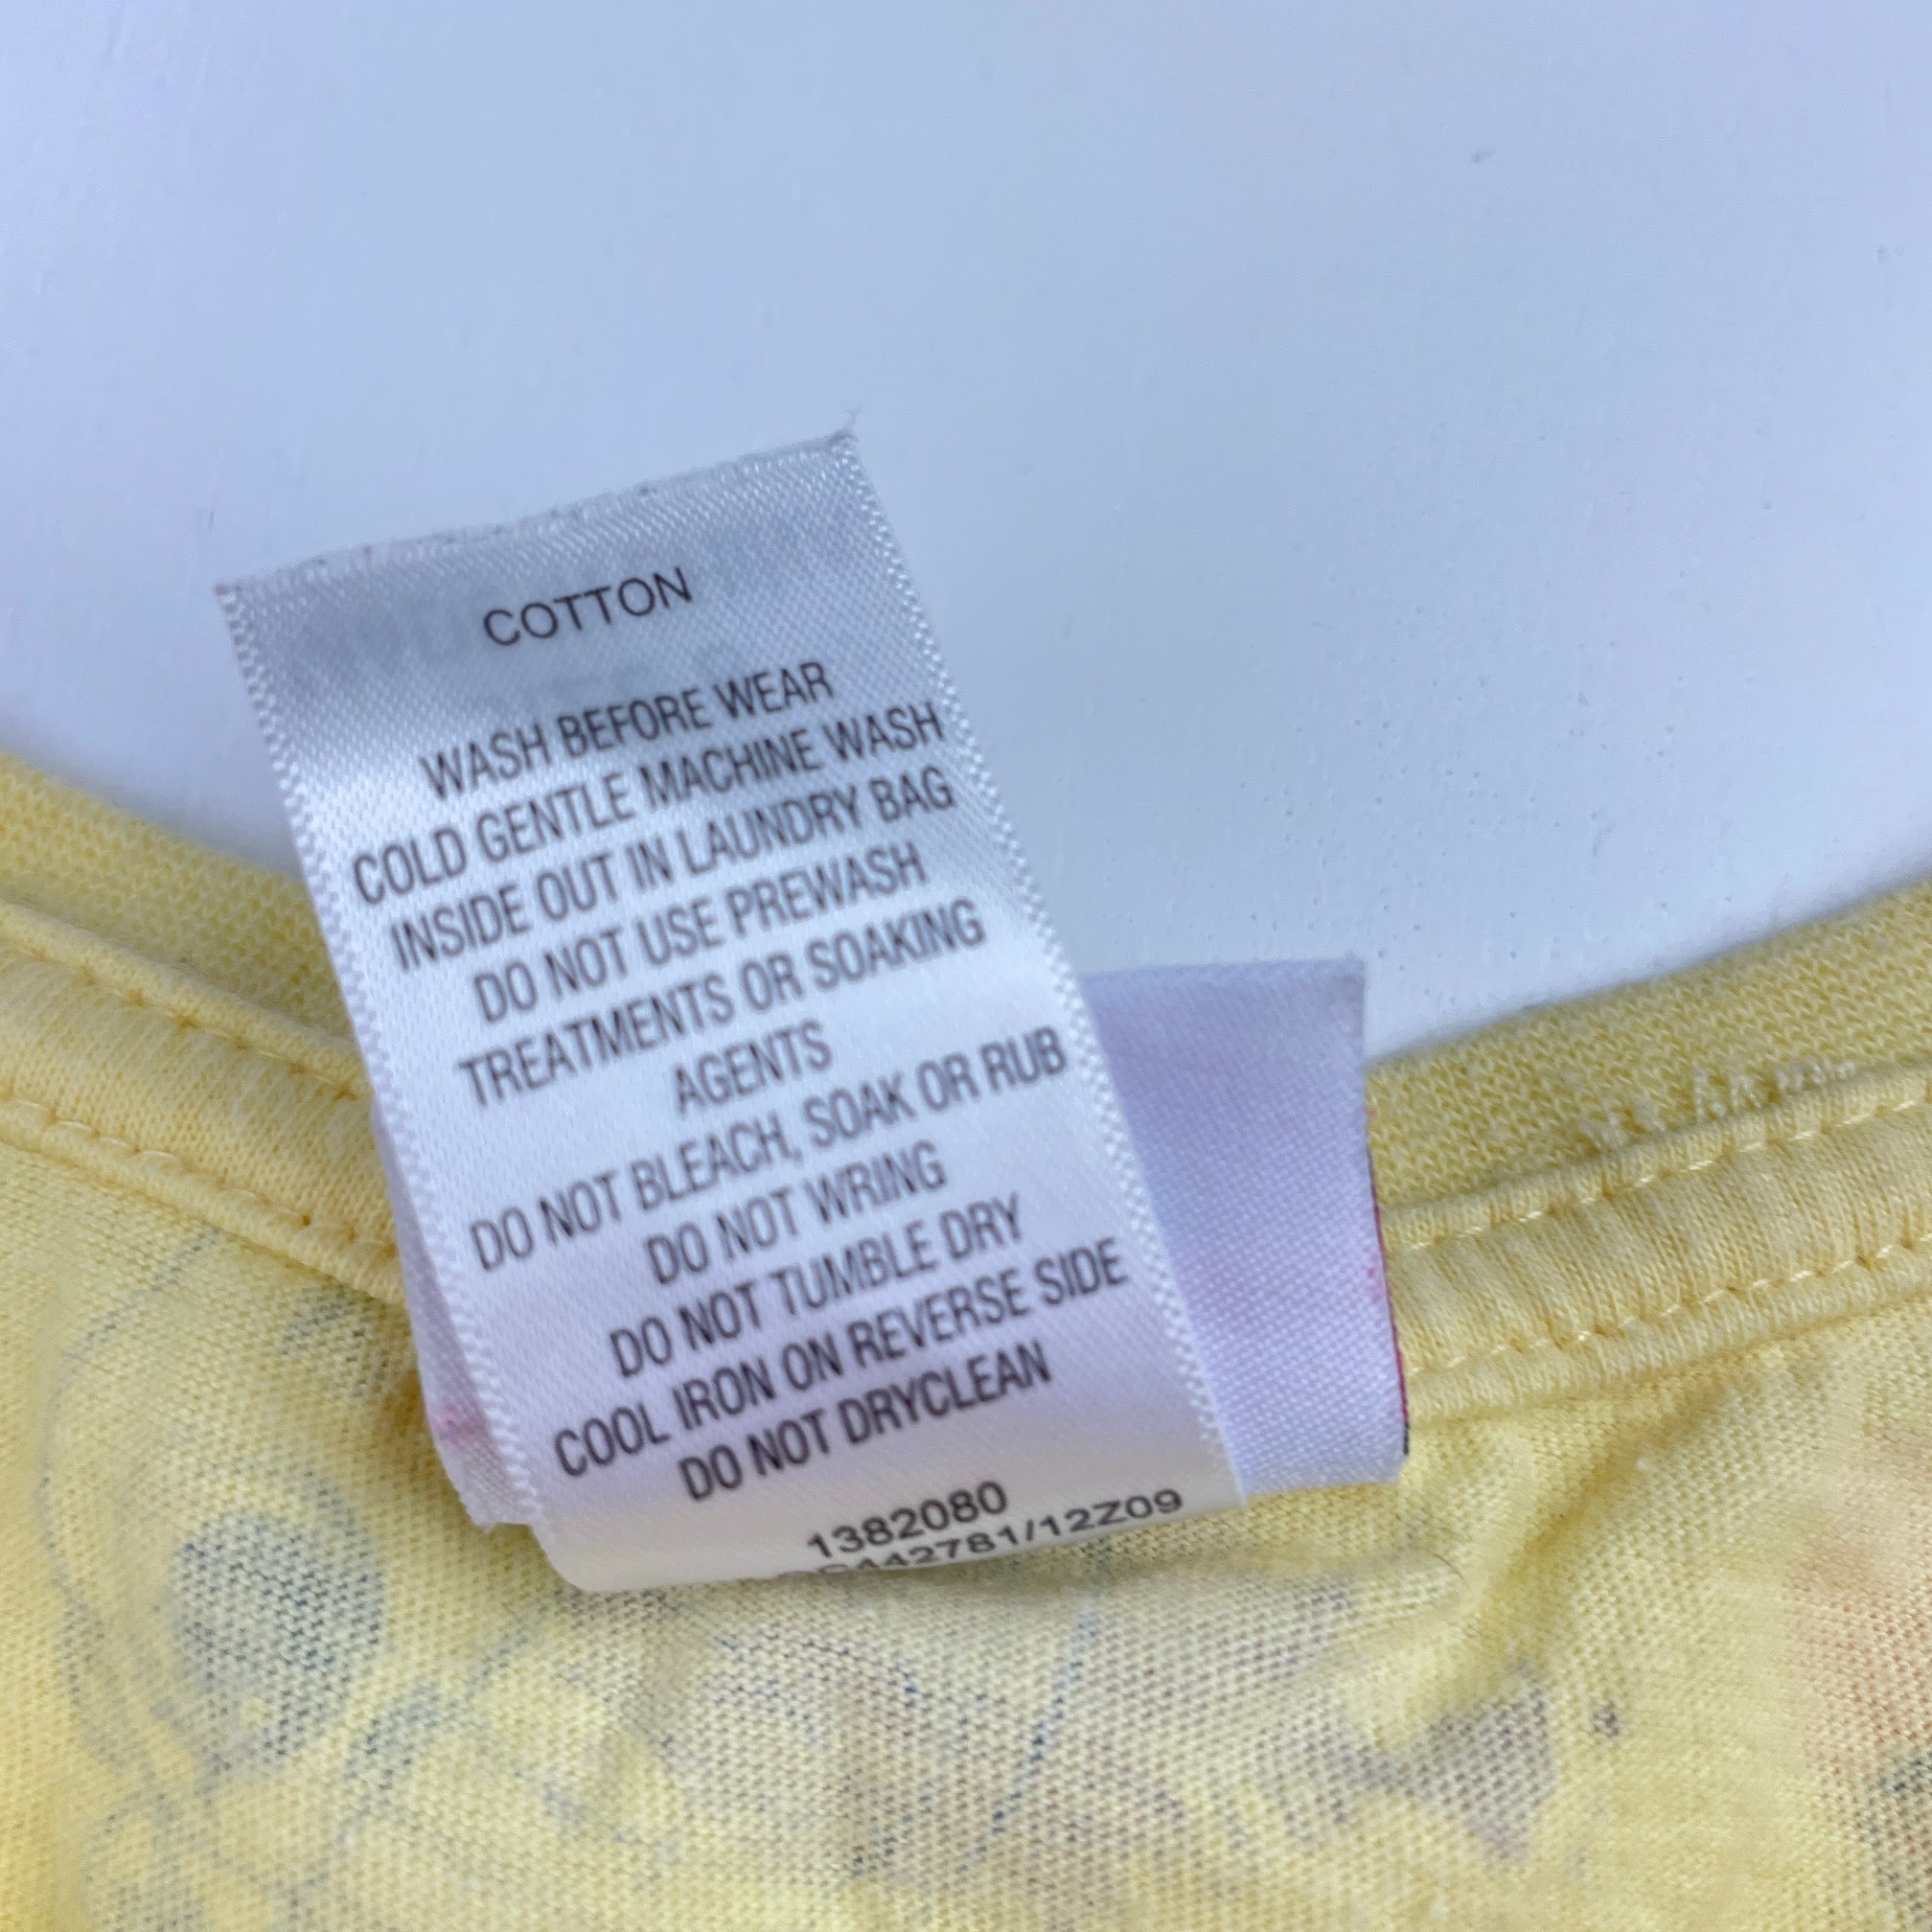 COTTON
WASH BEFORE WEAR
COLD GENTLE MACHINE WASH
INSIDE OUT IN LAUNDRY BAG
DO NOT USE PREWASH
TREATMENTS OR SOAKING
AGENTS
DO NOT BLEACH, SOAK OR RUB
DO NOT WRING
DO NOT TUMBLE DRY
COOL IRON ON REVERSE SIDE
DO NOT DRYCLEAN
1382080